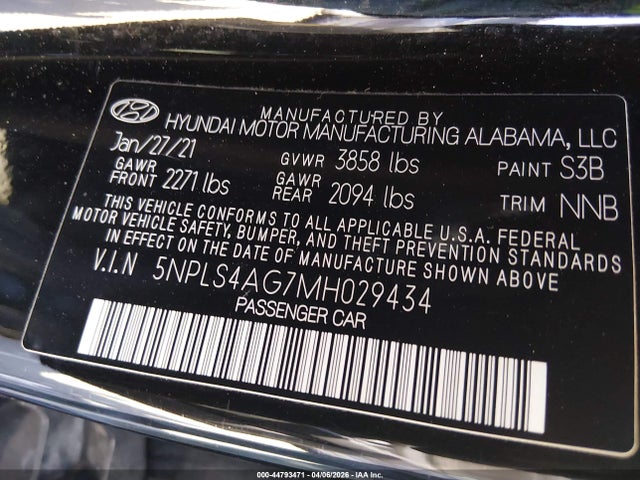 MANUFACTURED BY
HYUNDAI MOTOR MANUFACTURING ALABAMA, LLC
Jan/27/21 GVWR 3858 lbs PAINT S3B
GAWR FRONT 2271 lbs GAWR REAR 2094 lbs TRIM NNB
THIS VEHICLE CONFORMS TO ALL APPLICABLE U.S.A. FEDERAL
MOTOR VEHICLE SAFETY, BUMPER, AND THEFT PREVENTION STANDARDS
IN EFFECT ON THE DATE OF MANUFACTURE SHOWN ABOVE
V.I.N 5NPLS4AG7MH029434
PASSENGER CAR
000-44793471 - 04/06/2026 - IAA Inc.